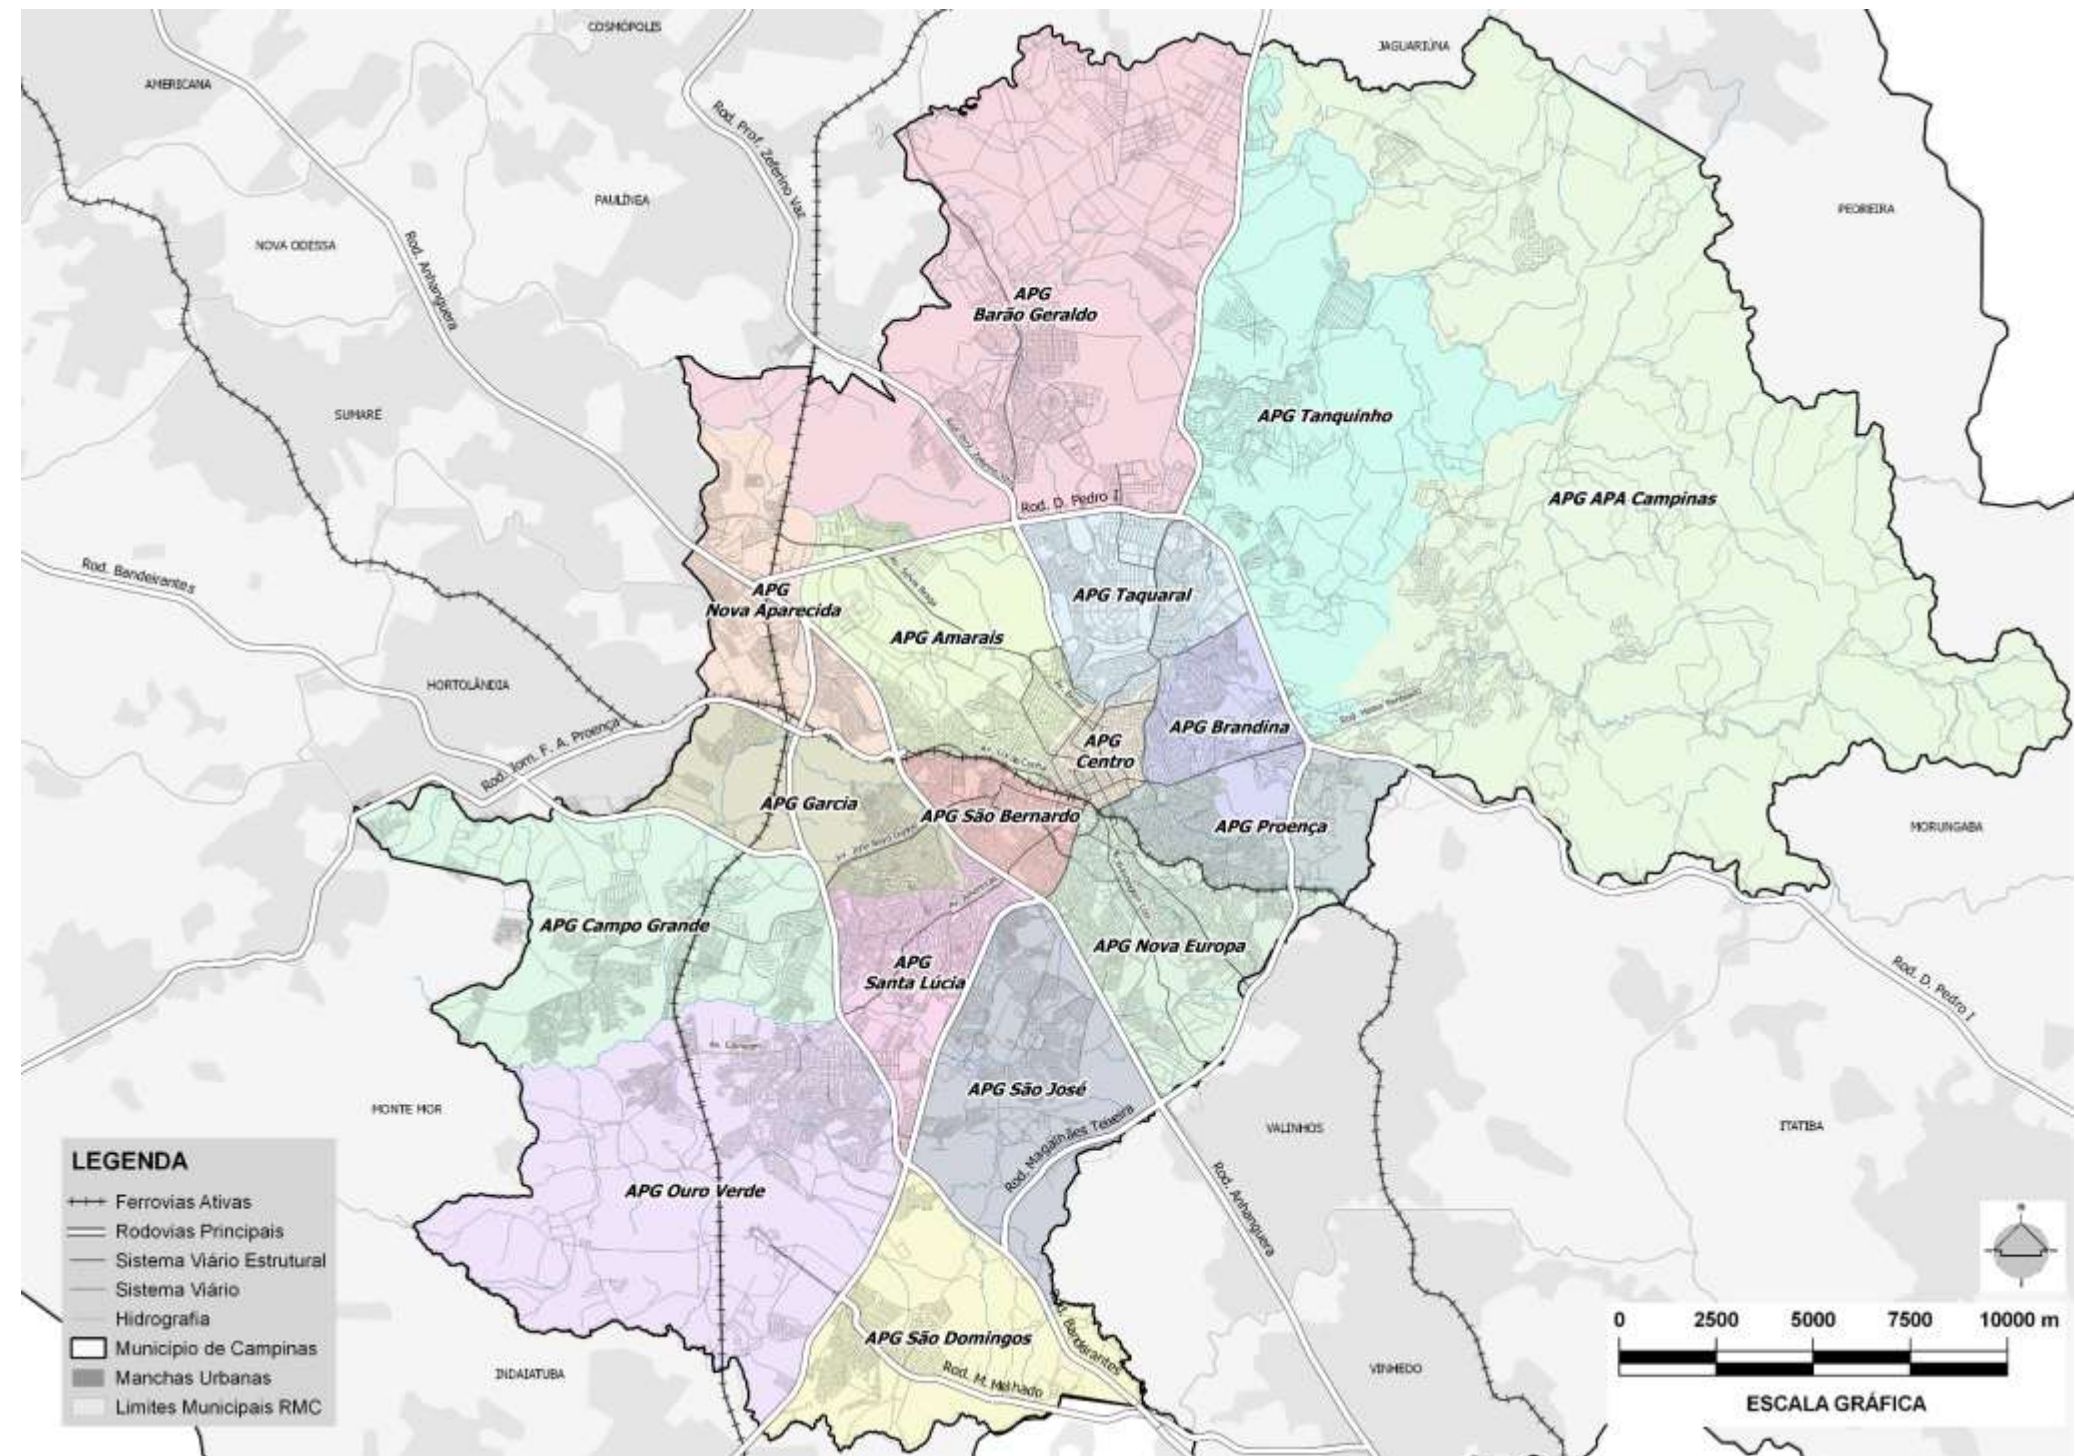 COSMÓPOLIS
JAGUARIÚNA
AMERICANA
Rod. Prof. Zeferino Vaz
PAULÍNGA
PEDREIRA
NOVA ODESSA
Rod. Anhanguera
APG
Barão Geraldo
SUMARÉ
APG Tanquinho
APG APA Campinas
Rod. D. Pedro I
Rod. Bandeirantes
APG
Nova Aparecida
APG Taquaral
APG Amarais
HORTOLÂNDIA
Rod. Jorn. F. A. Proença
APG Brandina
APG
Centro
APG Garcia
APG São Bernardo
APG Proença
MORUNGABA
APG Campo Grande
APG Nova Europa
APG
Santa Lúcia
Rod. D. Pedro I
APG São José
MONTE MOR
Rod. Magalhães Teixeira
VALINHOS
ITATIBA
APG Ouro Verde
Rod. Anhanguera
APG São Domingos
Bandeirantes
Rod. M. Melhado
INDAIATUBA
VINHEDO
LEGENDA
Ferrovias Ativas
Rodovias Principais
Sistema Viário Estrutural
Sistema Viário
Hidrografia
Município de Campinas
Manchas Urbanas
Limites Municipais RMC
0 2500 5000 7500 10000 m
ESCALA GRÁFICA